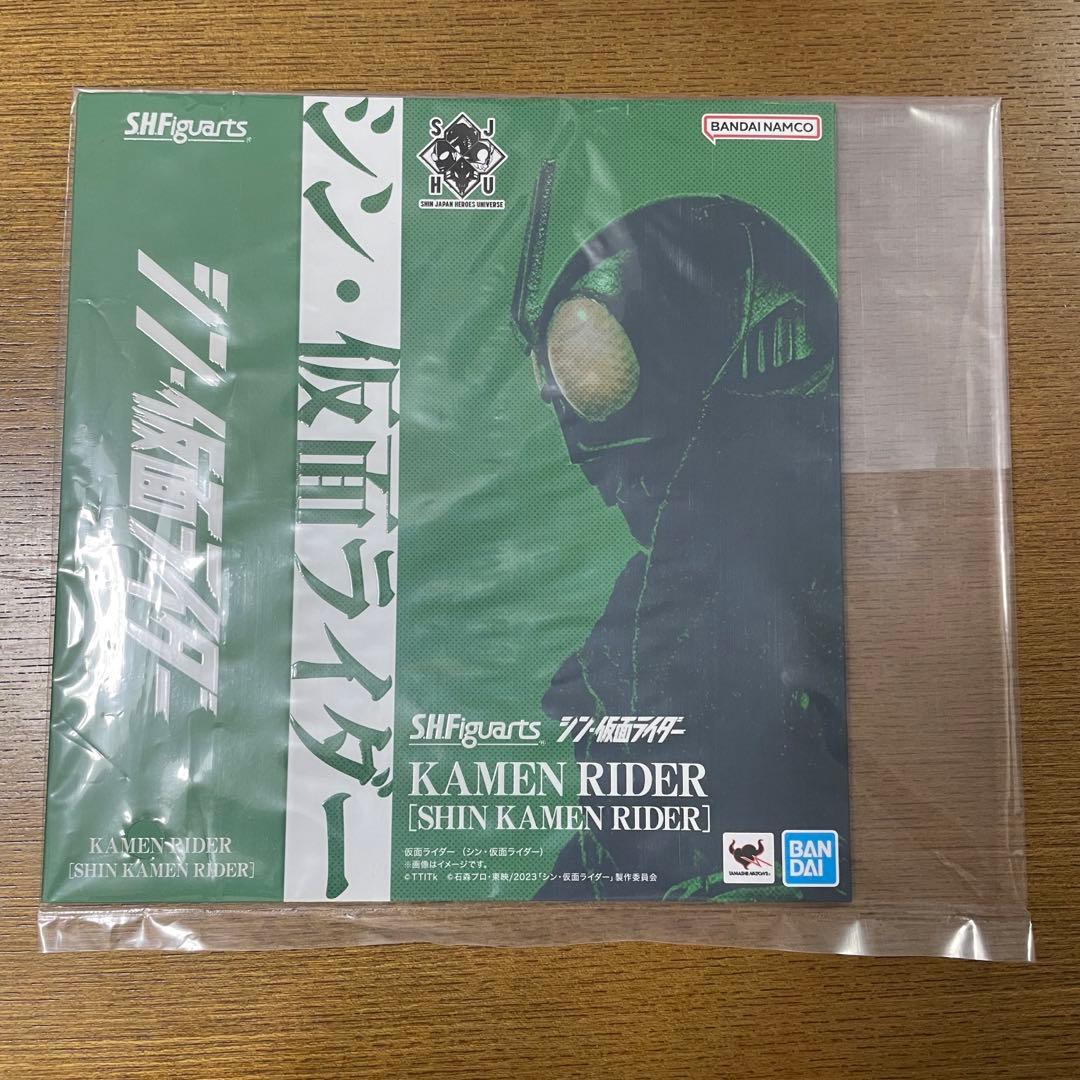 S.H.Figuarts
シン・仮面ライダー
KAMEN RIDER
[SHIN KAMEN RIDER]
シン・仮面ライダー
S J
H U
SHIN JAPAN HEROES UNIVERSE
BANDAI NAMCO
S.H.Figuarts シン・仮面ライダー
KAMEN RIDER
[SHIN KAMEN RIDER]
仮面ライダー（シン・仮面ライダー）
※画像はイメージです。
©TTITk ©石森プロ・東映/2023「シン・仮面ライダー」製作委員会
TAMASHII NATIONS
BAN
DAI